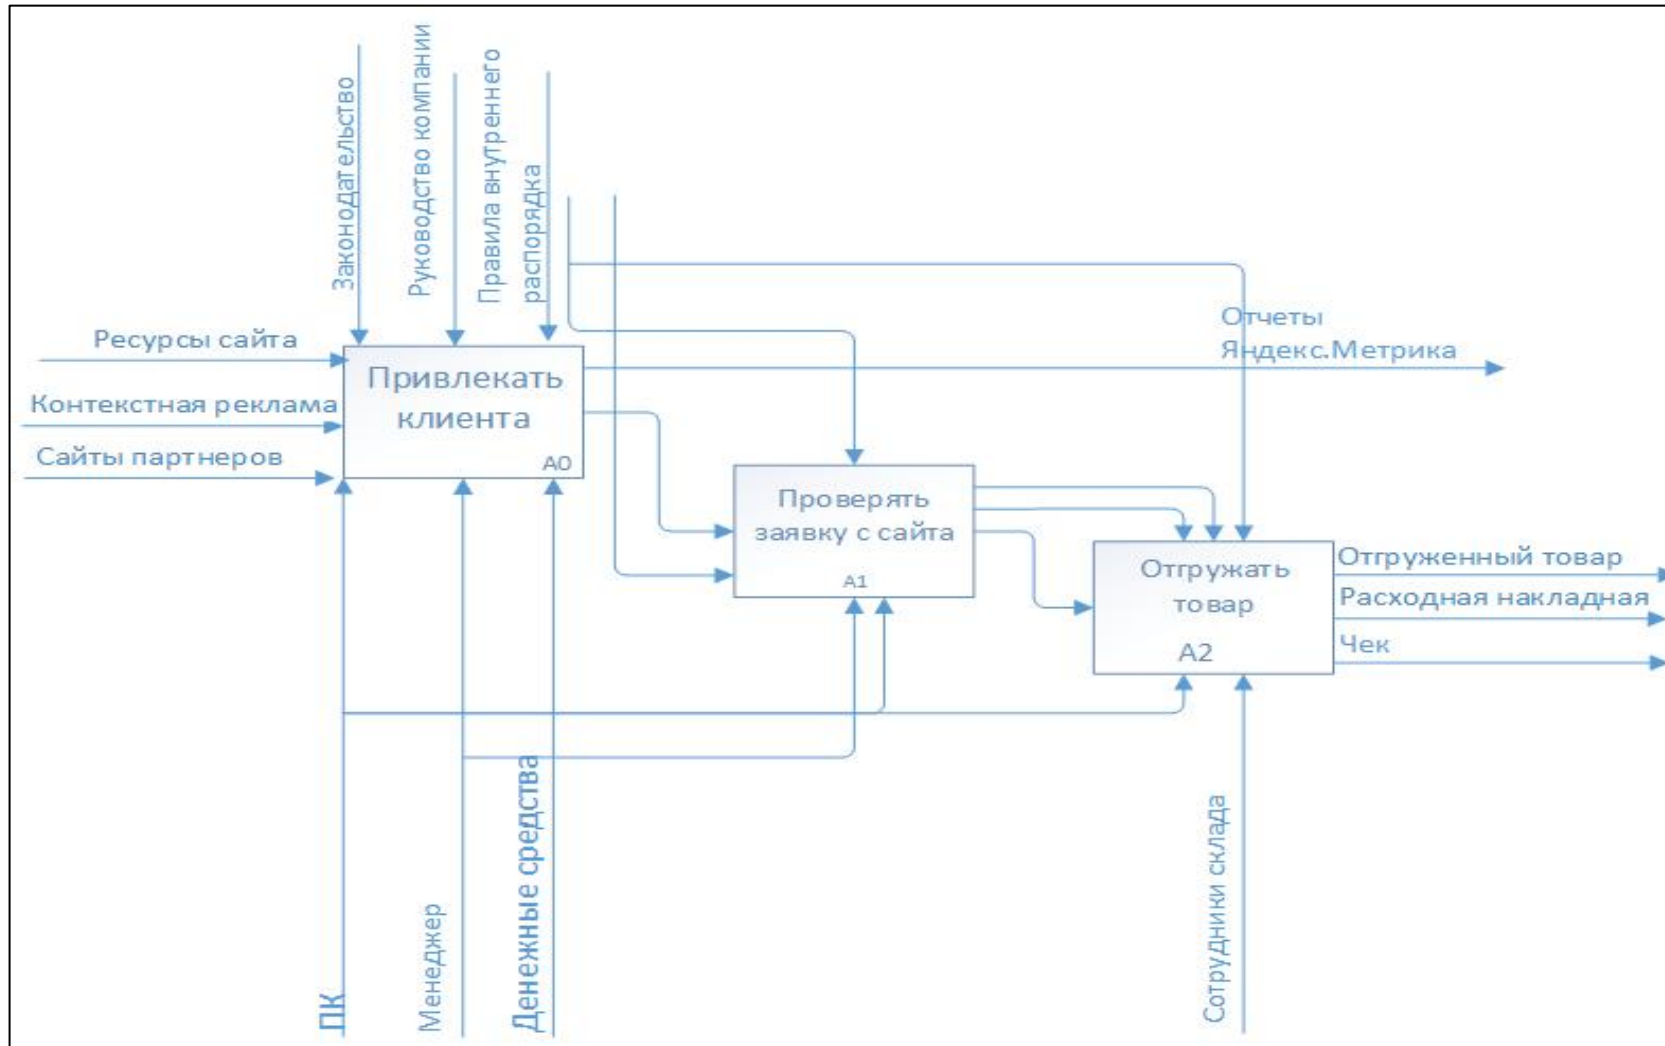 Законодательство
Руководство компании
Правила внутреннего
распорядка
Ресурсы сайта
Контекстная реклама
Сайты партнеров
Привлекать
клиента
A0
Отчеты
Яндекс.Метрика
Проверять
заявку с сайта
A1
Отгружать
товар
A2
Отгруженный товар
Расходная накладная
Чек
ПК
Менеджер
Денежные средства
Сотрудники склада